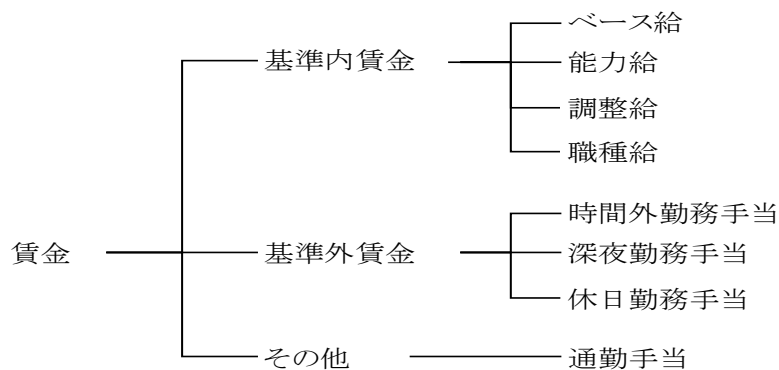 賃金
基準内賃金
ベース給
能力給
調整給
職種給
基準外賃金
時間外勤務手当
深夜勤務手当
休日勤務手当
その他
通勤手当